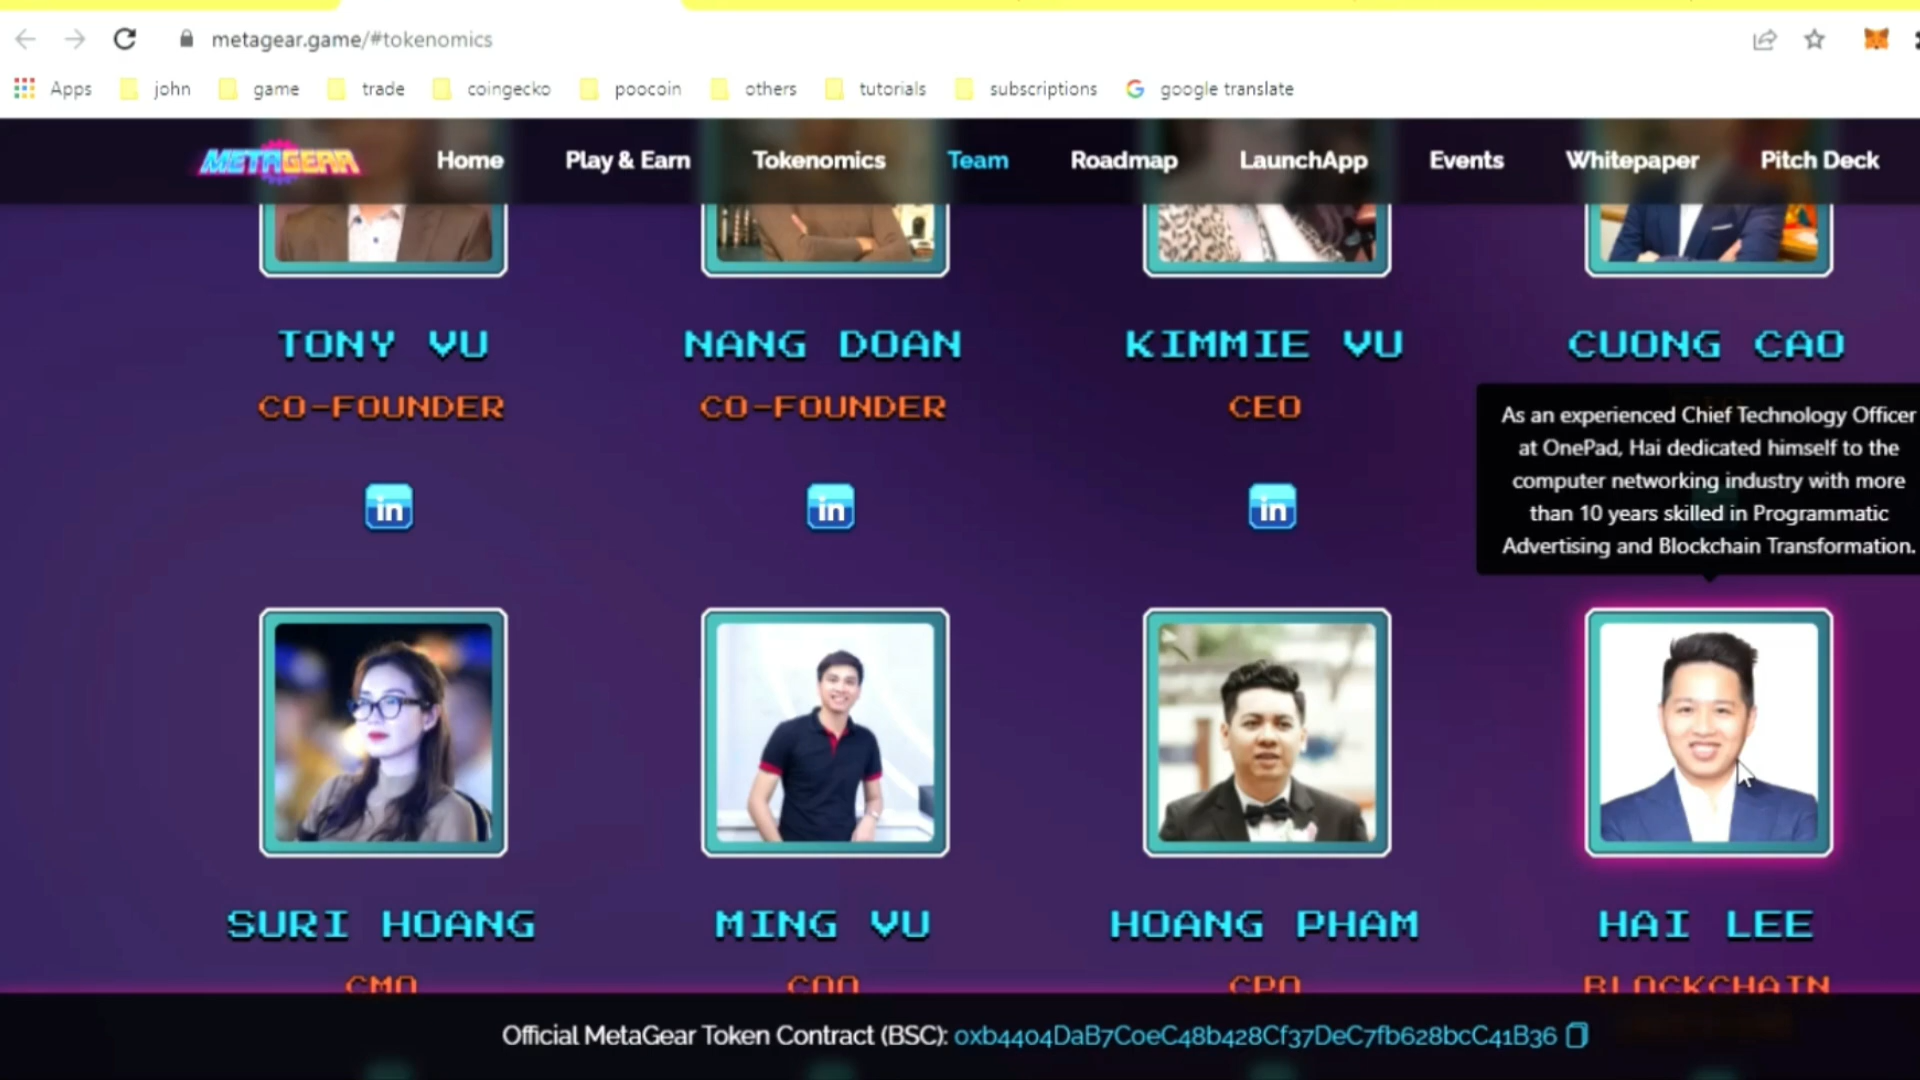 metagear.game/#tokenomics
Apps john game trade coingecko poocoin others tutorials subscriptions google translate
METAGEAR Home Play & Earn Tokenomics Team Roadmap LaunchApp Events Whitepaper Pitch Deck
TONY VU NANG DOAN KIMMIE VU CUONG CAO
CO-FOUNDER CO-FOUNDER CEO
As an experienced Chief Technology Officer
at OnePad, Hai dedicated himself to the
computer networking industry with more
than 10 years skilled in Programmatic
Advertising and Blockchain Transformation.
in in in
SURI HOANG MING VU HOANG PHAM HAI LEE
CMO COO CPO BLOCKCHAIN
Official MetaGear Token Contract (BSC): 0xb4404DaB7C0eC48b428Cf37DeC7fb628bcC41B36